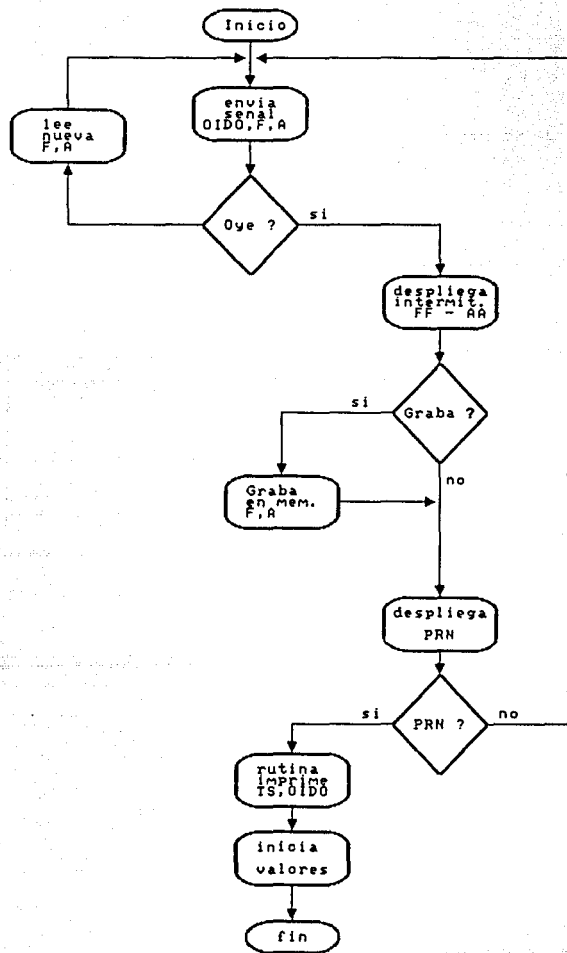 Inicio
envia
senal
OIDO,F,A
lee
nueva
F,A
Oye ?
si
despliega
intermit.
FF - AA
si
Graba ?
no
Graba
en mem.
F,A
despliega
PRN
si
PRN ?
no
rutina
imprime
TS,OIDO
inicia
valores
fin